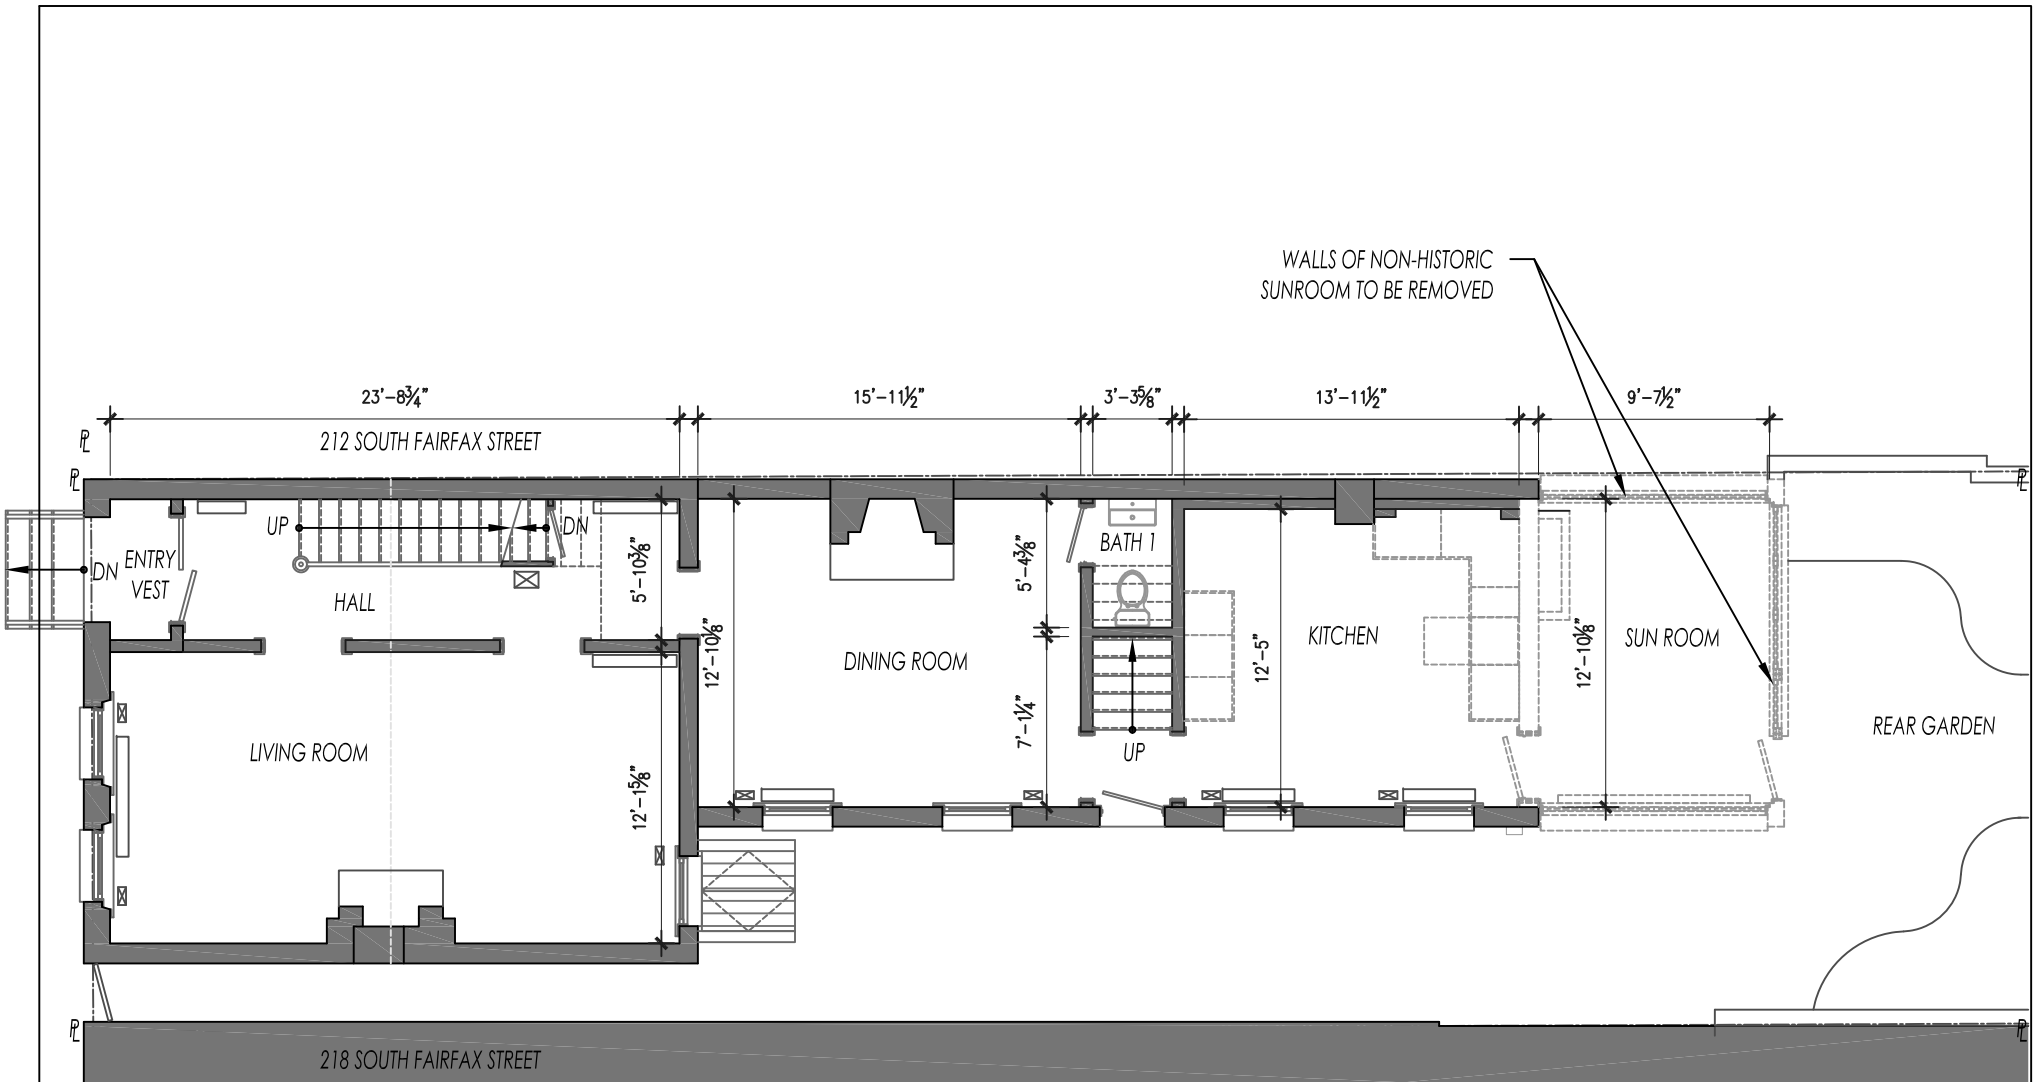 WALLS OF NON-HISTORIC
SUNROOM TO BE REMOVED
23'-8¾"
15'-11½"
3'-3⅝"
13'-11½"
9'-7½"
PL
212 SOUTH FAIRFAX STREET
PL
PL
UP
DN
ENTRY
VEST
DN
HALL
5'-10⅜"
12'-10⅛"
5'-4⅜"
BATH 1
DINING ROOM
7'-1¼"
UP
12'-5"
KITCHEN
12'-10⅛"
SUN ROOM
REAR GARDEN
LIVING ROOM
12'-1⅝"
PL
PL
218 SOUTH FAIRFAX STREET